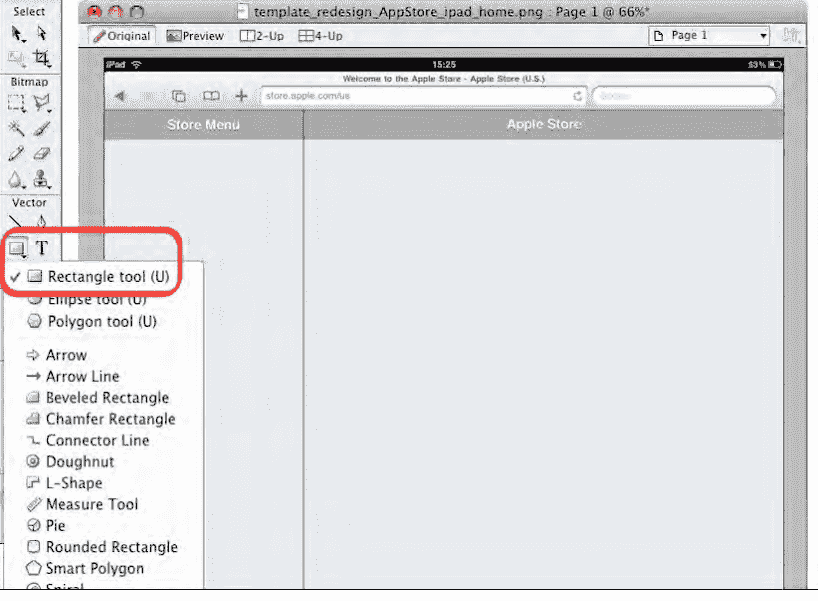 Select
template_redesign_AppStore_ipad_home.png : Page 1 @ 66%*
Original Preview 2-Up 4-Up Page 1
Bitmap
iPad 15:25 93%
Welcome to the Apple Store - Apple Store (U.S.)
store.apple.com/us Google
Store Menu Apple Store
Vector
T
Rectangle tool (U)
Ellipse tool (U)
Polygon tool (U)
Arrow
Arrow Line
Beveled Rectangle
Chamfer Rectangle
Connector Line
Doughnut
L-Shape
Measure Tool
Pie
Rounded Rectangle
Smart Polygon
Spiral